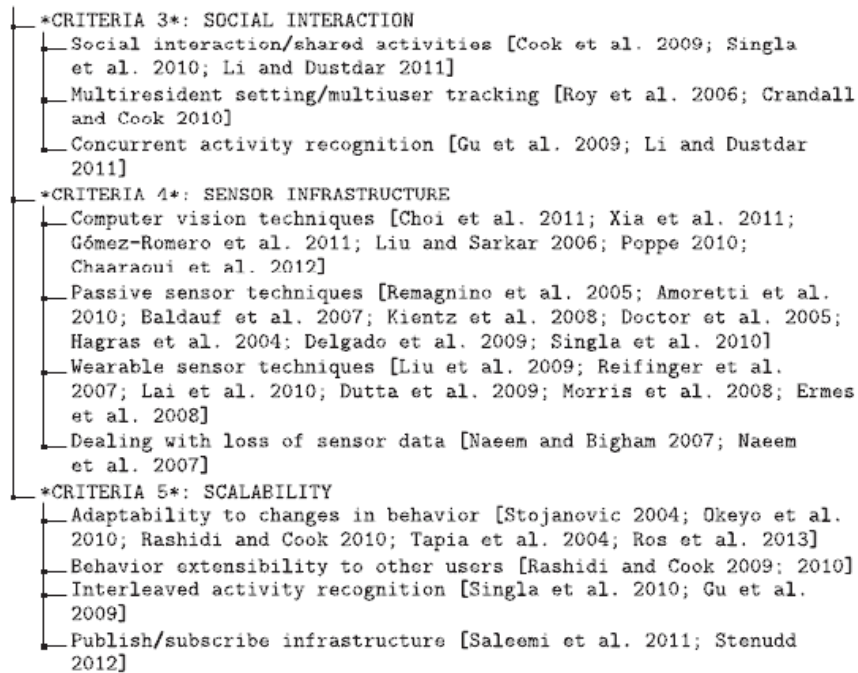 *CRITERIA 3*: SOCIAL INTERACTION
Social interaction/shared activities [Cook et al. 2009; Singla
et al. 2010; Li and Dustdar 2011]
Multiresident setting/multiuser tracking [Roy et al. 2006; Crandall
and Cook 2010]
Concurrent activity recognition [Gu et al. 2009; Li and Dustdar
2011]
*CRITERIA 4*: SENSOR INFRASTRUCTURE
Computer vision techniques [Choi et al. 2011; Xia et al. 2011;
Gómez-Romero et al. 2011; Liu and Sarkar 2006; Poppe 2010;
Chaaraoui et al. 2012]
Passive sensor techniques [Remagnino et al. 2005; Amoretti et al.
2010; Baldauf et al. 2007; Kientz et al. 2008; Doctor et al. 2005;
Hagras et al. 2004; Delgado et al. 2009; Singla et al. 2010]
Wearable sensor techniques [Liu et al. 2009; Reifinger et al.
2007; Lai et al. 2010; Dutta et al. 2009; Morris et al. 2008; Ermes
et al. 2008]
Dealing with loss of sensor data [Naeem and Bigham 2007; Naeem
et al. 2007]
*CRITERIA 5*: SCALABILITY
Adaptability to changes in behavior [Stojanovic 2004; Okeyo et al.
2010; Rashidi and Cook 2010; Tapia et al. 2004; Ros et al. 2013]
Behavior extensibility to other users [Rashidi and Cook 2009; 2010]
Interleaved activity recognition [Singla et al. 2010; Gu et al.
2009]
Publish/subscribe infrastructure [Saleemi et al. 2011; Stenudd
2012]